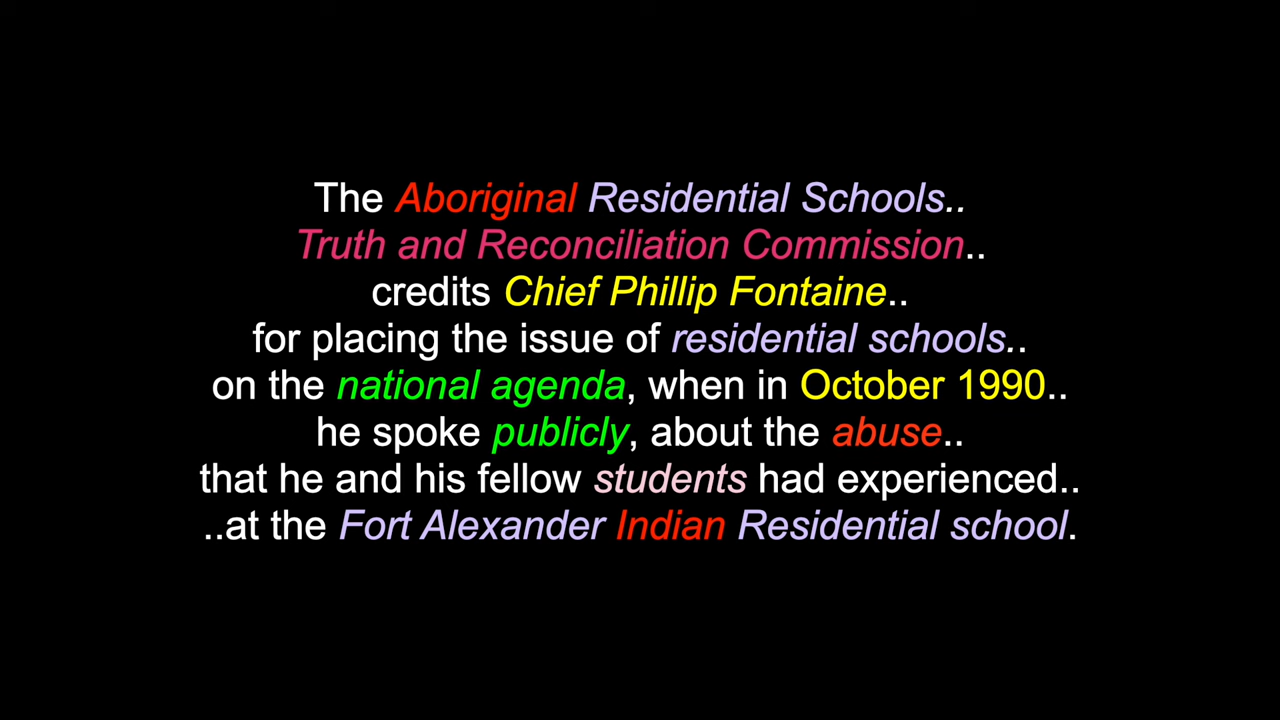 The Aboriginal Residential Schools..
Truth and Reconciliation Commission..
credits Chief Phillip Fontaine..
for placing the issue of residential schools..
on the national agenda, when in October 1990..
he spoke publicly, about the abuse..
that he and his fellow students had experienced..
..at the Fort Alexander Indian Residential school.